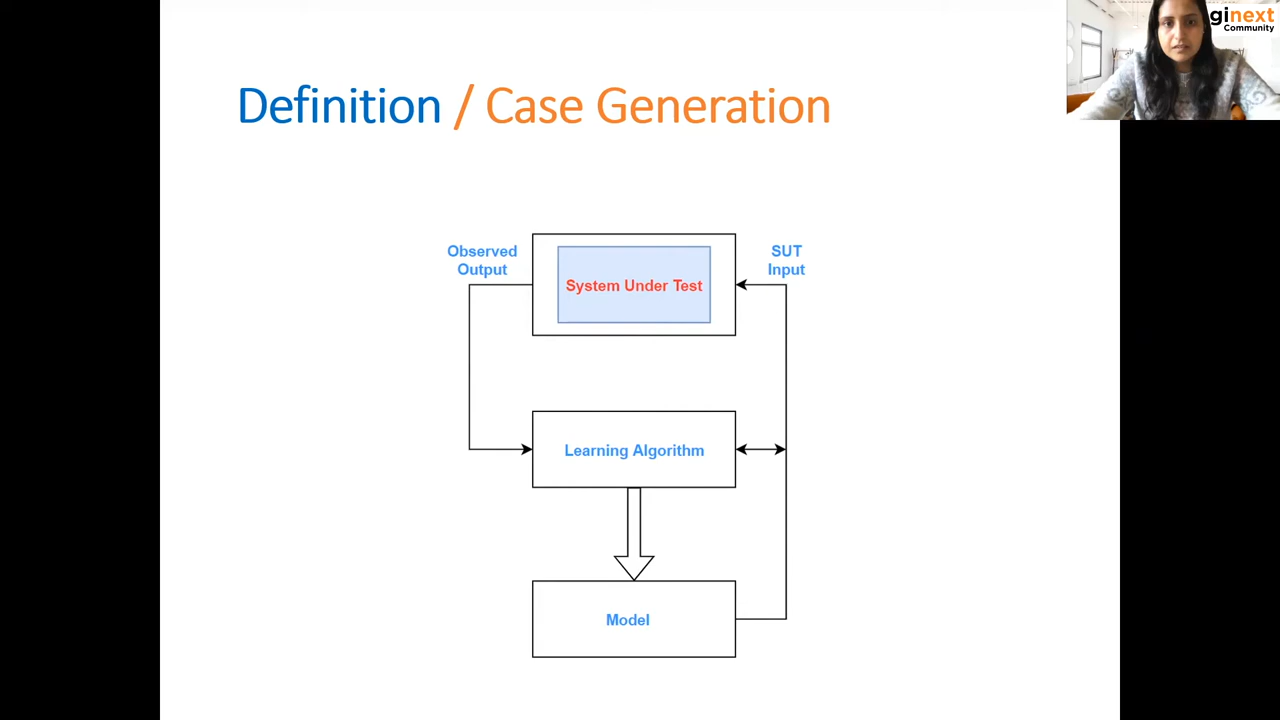 ginext
Community
Definition / Case Generation
Observed
Output
SUT
Input
System Under Test
Learning Algorithm
Model